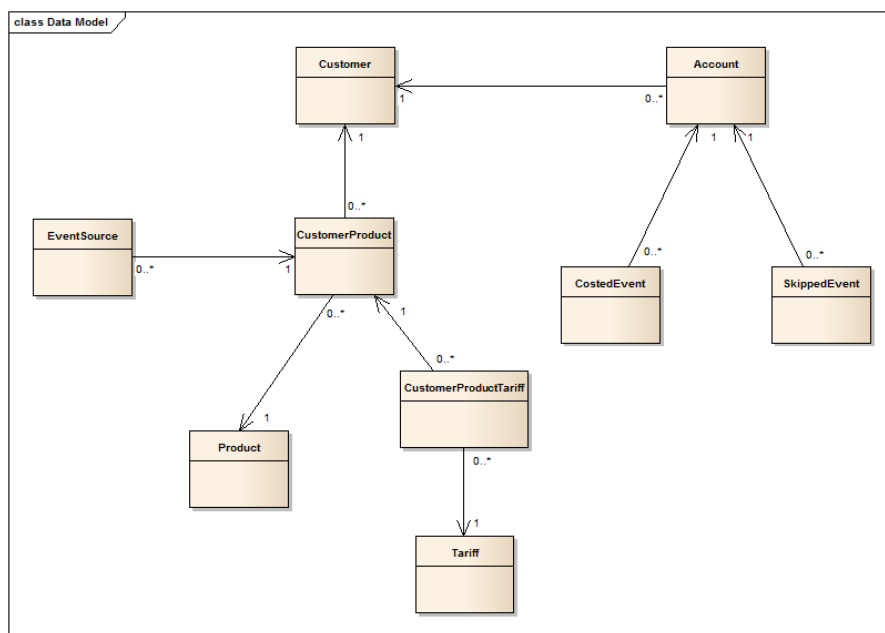 class Data Model
Customer
Account
1
0..*
1
1
1
0..*
EventSource
CustomerProduct
0..*
1
0..*
0..*
CostedEvent
SkippedEvent
0..*
1
0..*
CustomerProductTariff
1
Product
0..*
1
Tariff